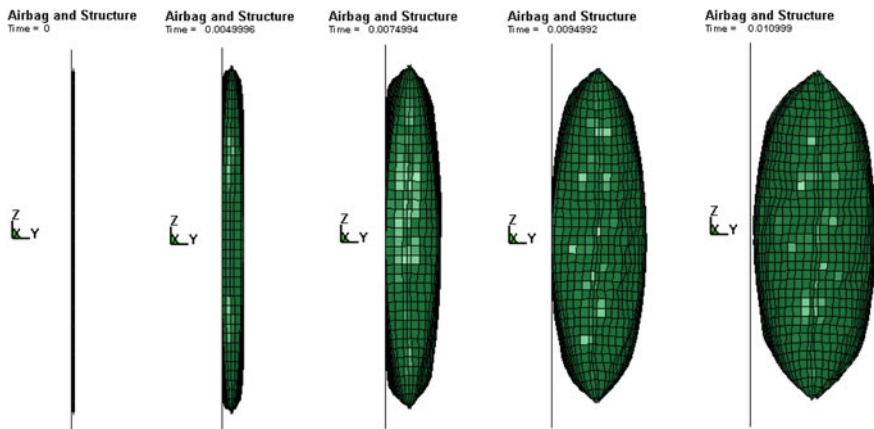 Airbag and Structure
Time = 0
Airbag and Structure
Time = 0.0049996
Airbag and Structure
Time = 0.0074994
Airbag and Structure
Time = 0.0094992
Airbag and Structure
Time = 0.010999
Z
X Y
Z
X Y
Z
X Y
Z
X Y
Z
X Y